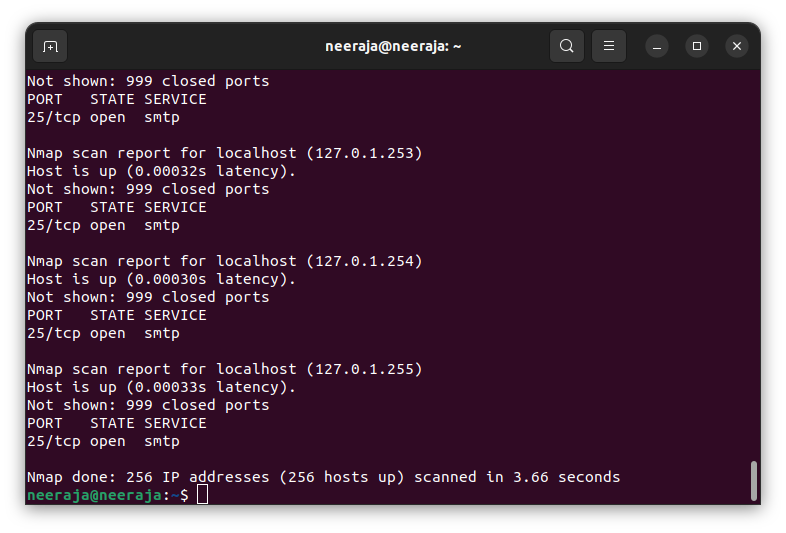 neeraja@neeraja: ~
Not shown: 999 closed ports
PORT   STATE SERVICE
25/tcp open  smtp

Nmap scan report for localhost (127.0.1.253)
Host is up (0.00032s latency).
Not shown: 999 closed ports
PORT   STATE SERVICE
25/tcp open  smtp

Nmap scan report for localhost (127.0.1.254)
Host is up (0.00030s latency).
Not shown: 999 closed ports
PORT   STATE SERVICE
25/tcp open  smtp

Nmap scan report for localhost (127.0.1.255)
Host is up (0.00033s latency).
Not shown: 999 closed ports
PORT   STATE SERVICE
25/tcp open  smtp

Nmap done: 256 IP addresses (256 hosts up) scanned in 3.66 seconds
neeraja@neeraja:~$